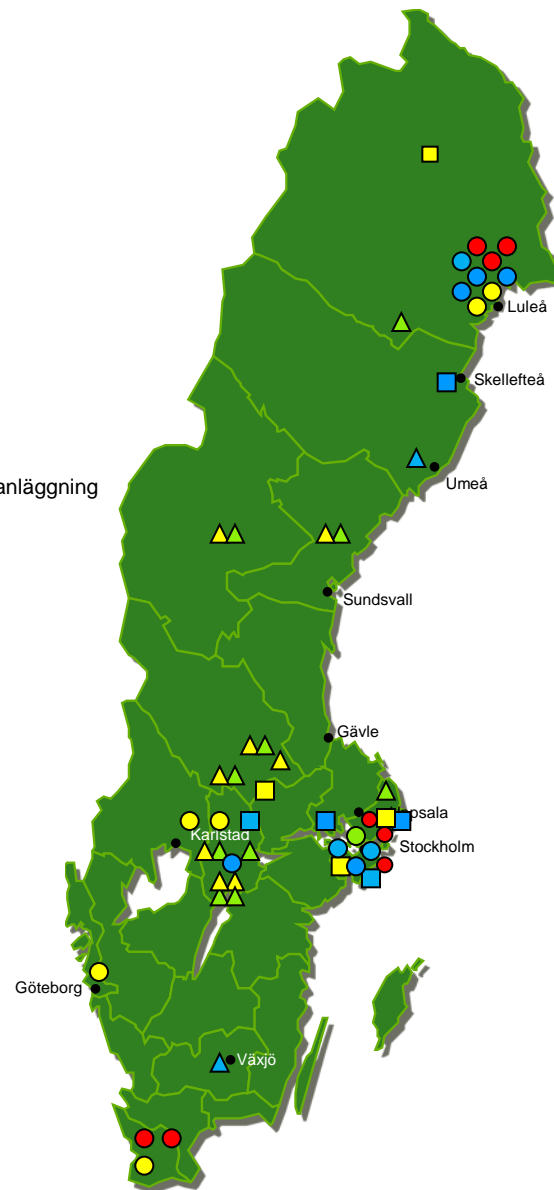 Luleå
Skellefteå
anläggning
Umeå
Sundsvall
Gävle
Karlstad
Stockholm
Göteborg
Växjö